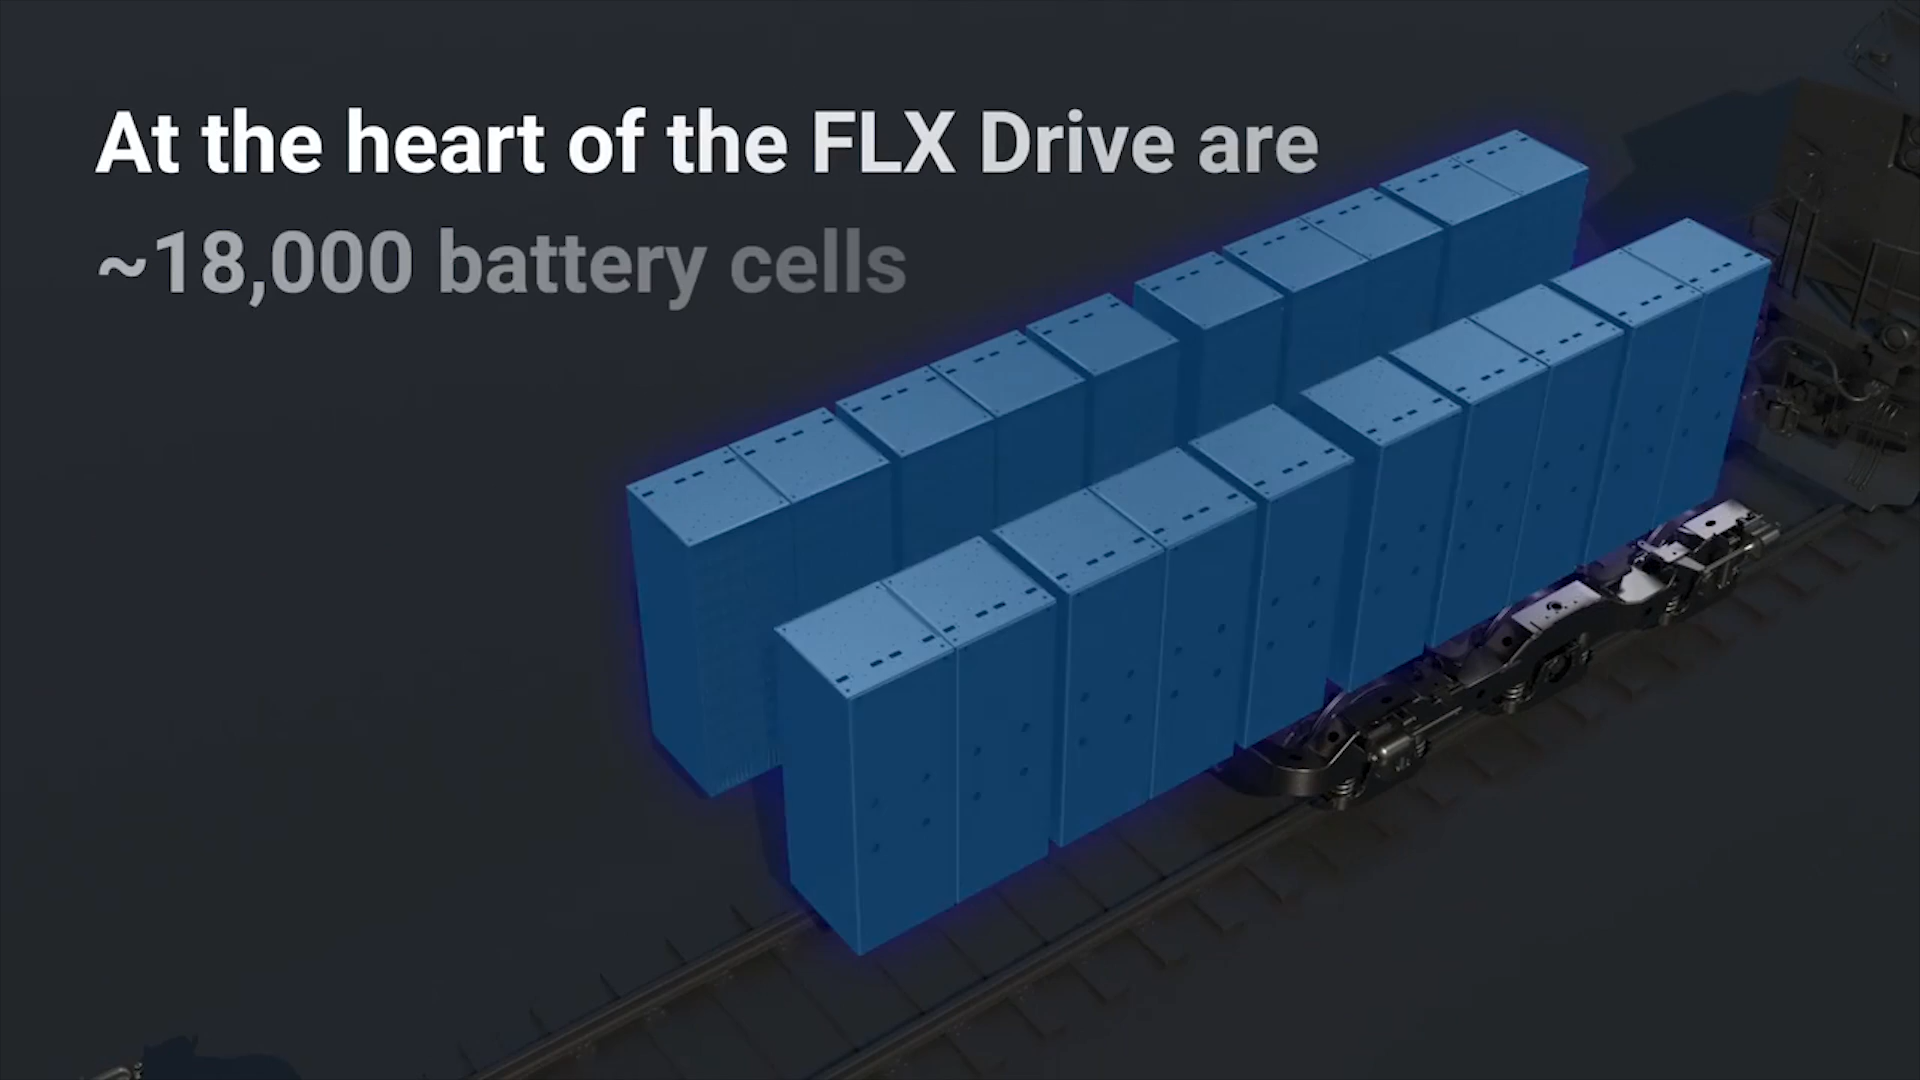 At the heart of the FLX Drive are
~18,000 battery cells